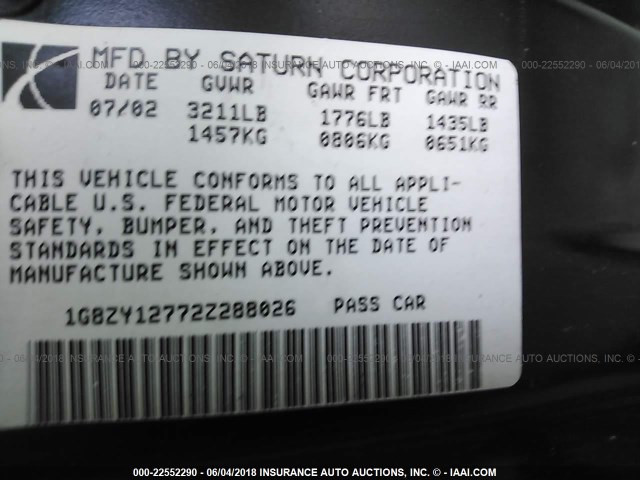 MFD BY SATURN CORPORATION
DATE GVWR GAWR FRT GAWR RR
07/02 3211LB 1776LB 1435LB
1457KG 0806KG 0651KG
THIS VEHICLE CONFORMS TO ALL APPLI-
CABLE U.S. FEDERAL MOTOR VEHICLE
SAFETY, BUMPER, AND THEFT PREVENTION
STANDARDS IN EFFECT ON THE DATE OF
MANUFACTURE SHOWN ABOVE.
1G8ZY12772Z288026 PASS CAR
000-22552290 - 06/04/2018 INSURANCE AUTO AUCTIONS, INC. © - IAAI.COM